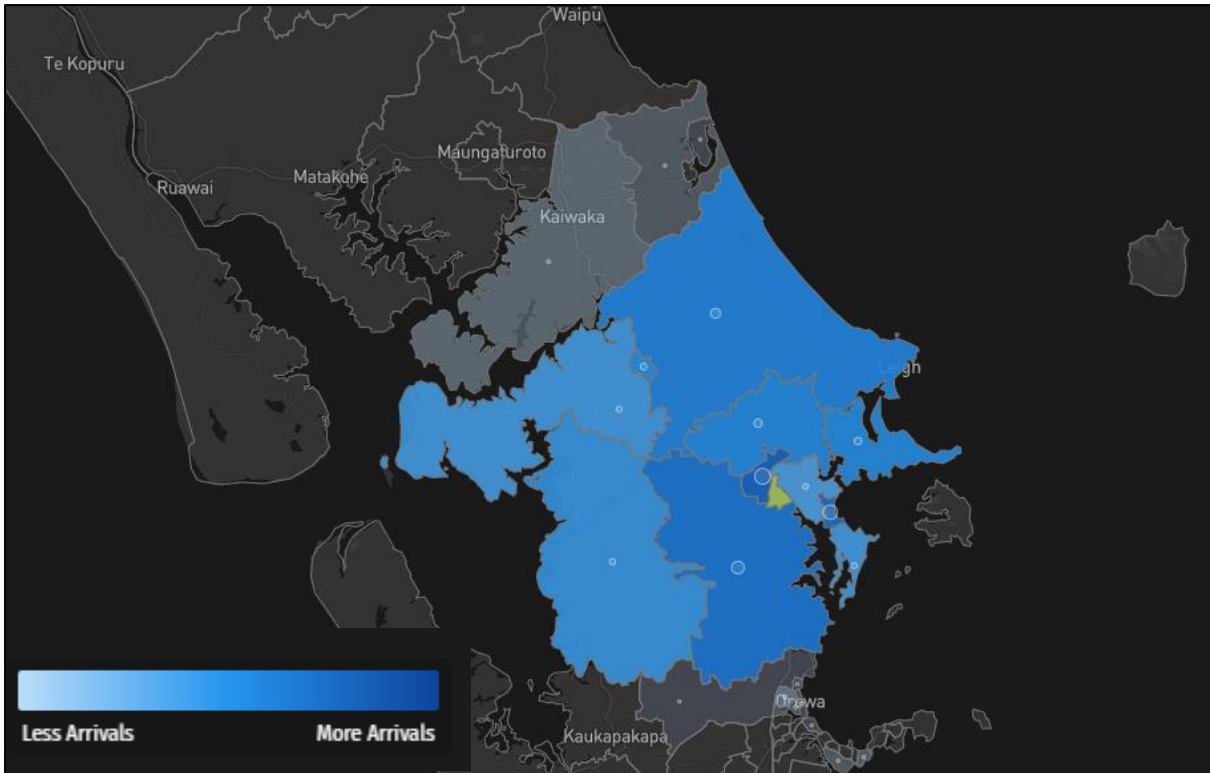 Waipu
Te Kopuru
Maungaturoto
Matakohe
Ruawai
Kaiwaka
Leigh
Orewa
Kaukapakapa
Less Arrivals
More Arrivals